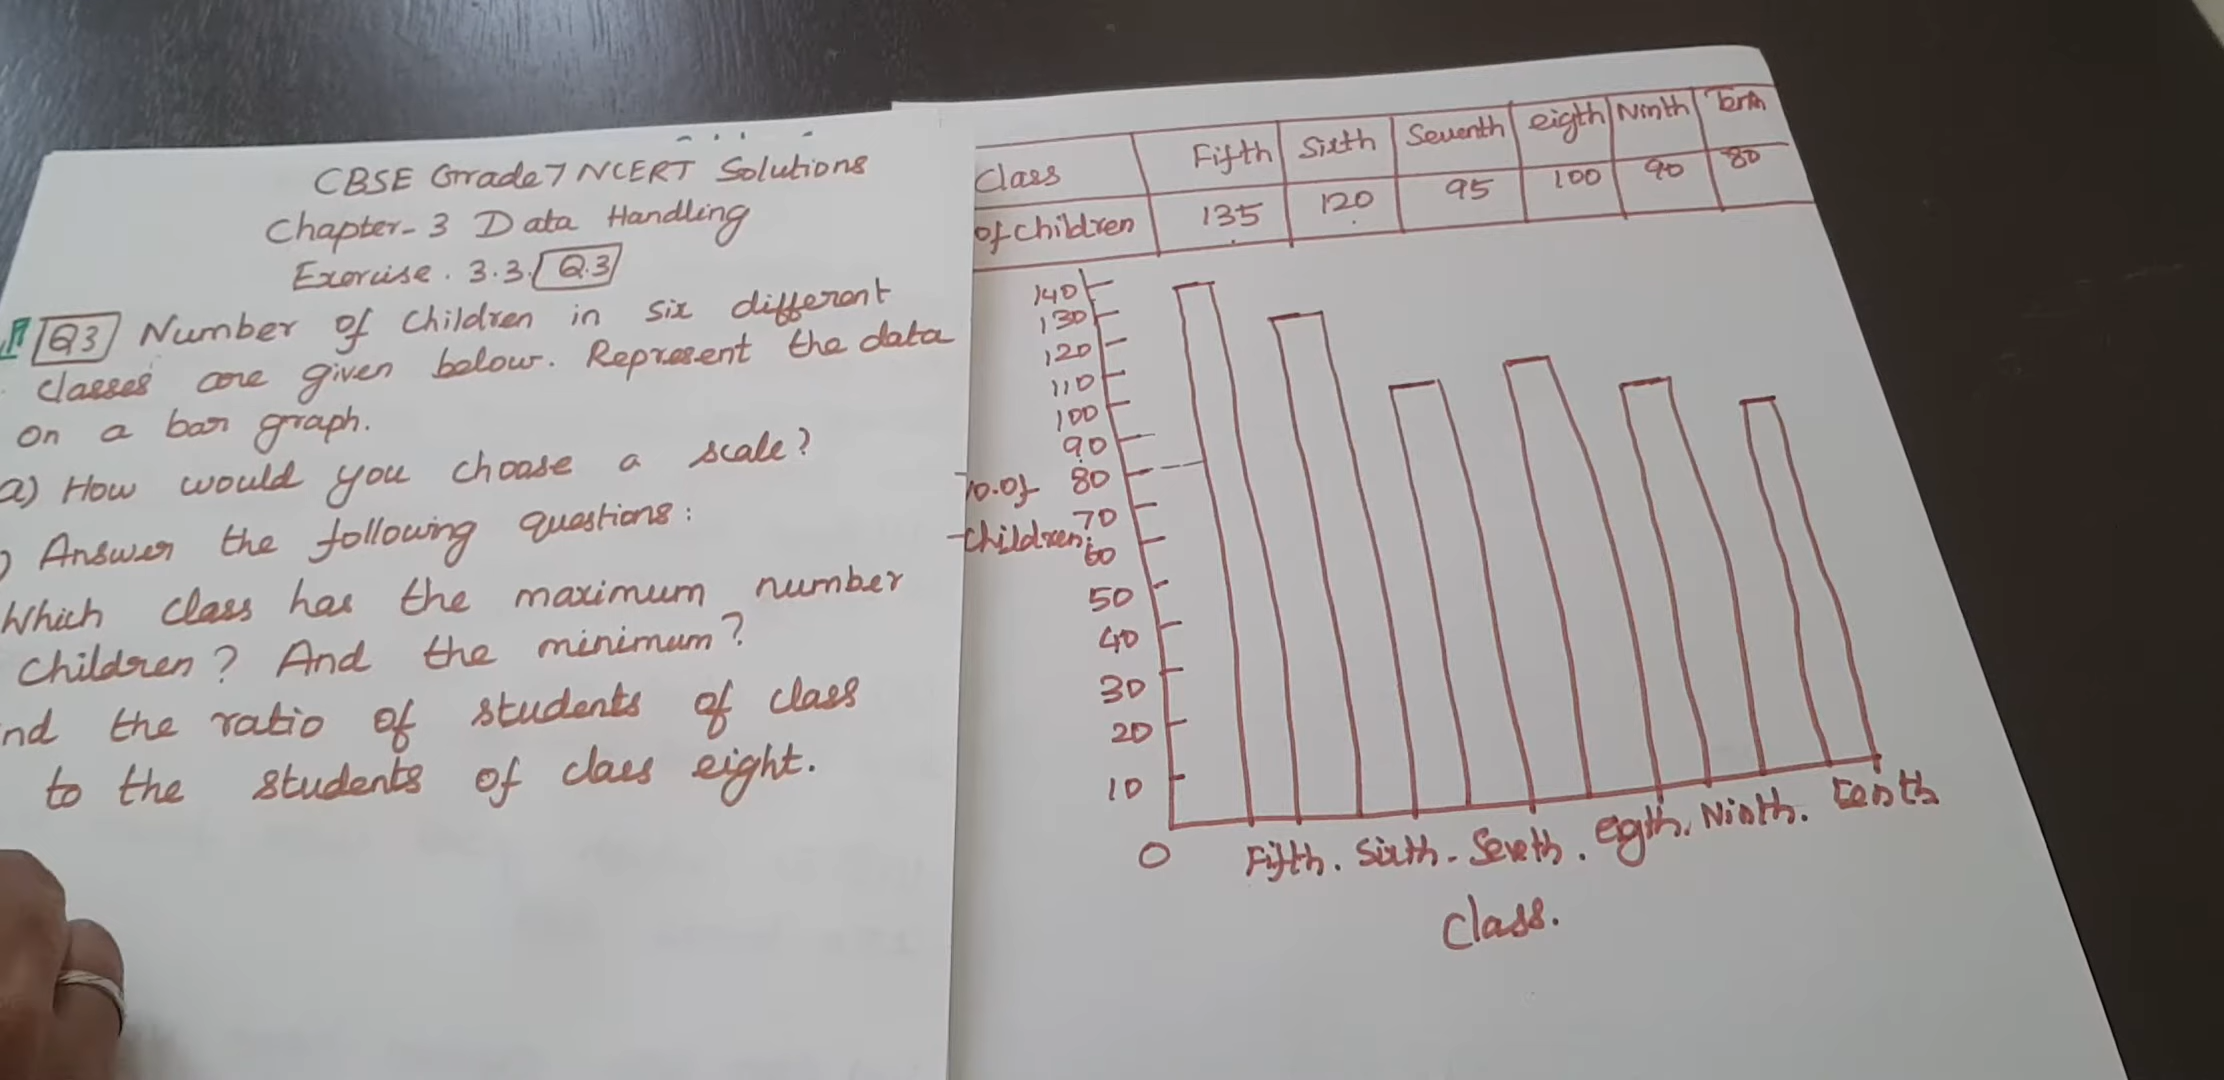 CBSE Grade 7 NCERT Solutions
Chapter - 3 Data Handling
Exercise . 3.3. Q.3
Q3 Number of children in six different
classes are given below. Represent the data
on a bar graph.
a) How would you choose a scale?
) Answer the following questions:
Which class has the maximum number
children? And the minimum?
nd the ratio of students of class
to the students of class eight.
Class Fifth Sixth Seventh eigth Ninth
of children 135 120 95 100 90 80
140
130
120
110
100
90
80
70
60
50
40
30
20
10
0
o.of
children:
Fifth. Sixth - Seveth. egth. Ninth. tenth
Class.